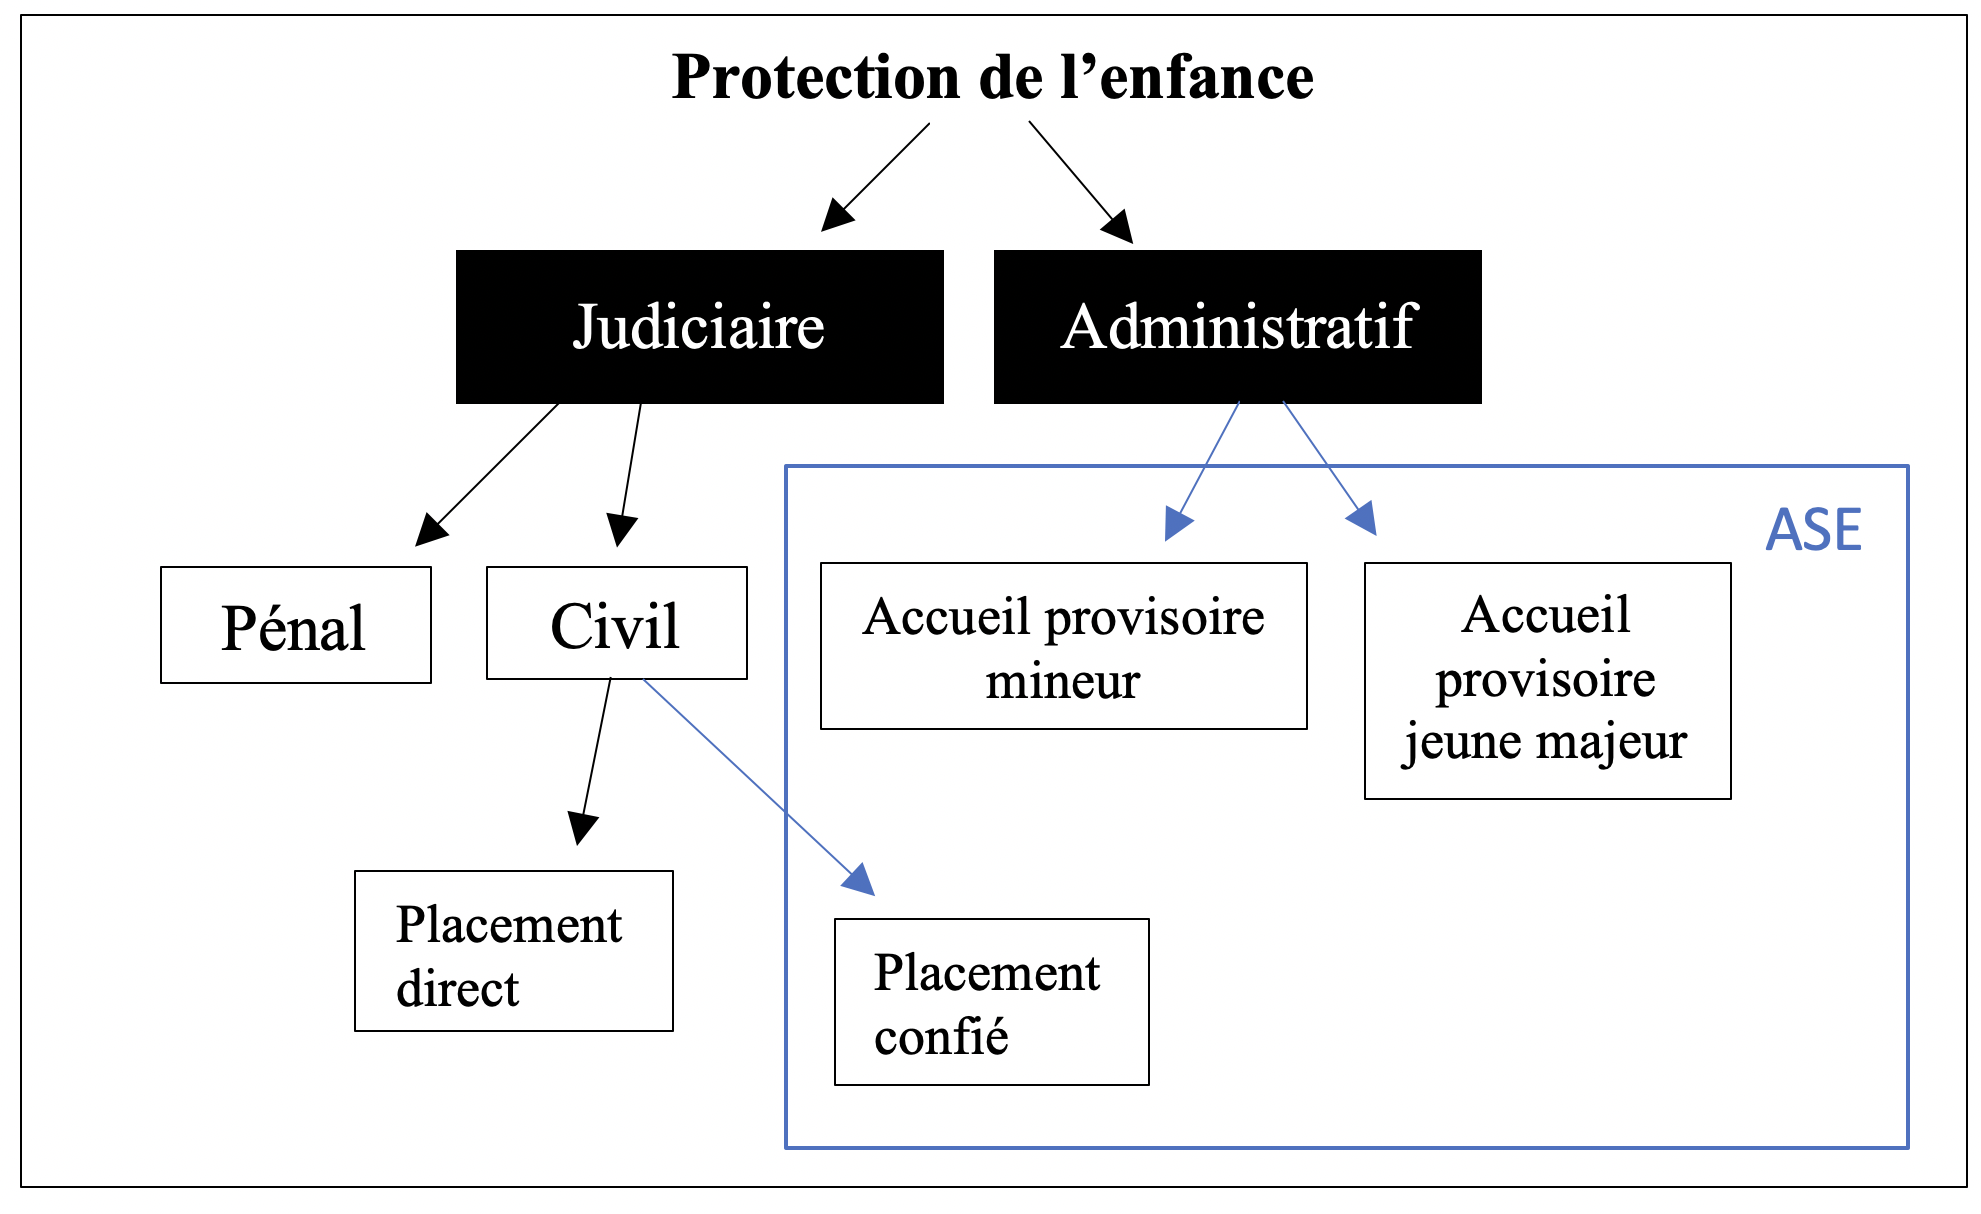 Protection de l’enfance
Judiciaire
Administratif
ASE
Pénal
Civil
Accueil provisoire
mineur
Accueil
provisoire
jeune majeur
Placement
direct
Placement
confié